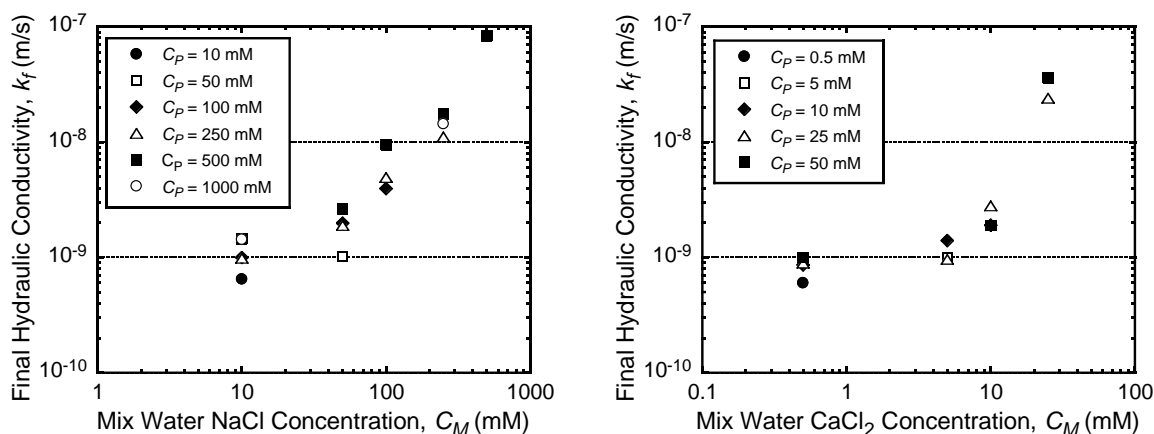 Final Hydraulic Conductivity, k_f (m/s)
10⁻⁷
10⁻⁸
10⁻⁹
10⁻¹⁰
C_P = 10 mM
C_P = 50 mM
C_P = 100 mM
C_P = 250 mM
C_P = 500 mM
C_P = 1000 mM
1 10 100 1000
Mix Water NaCl Concentration, C_M (mM)
Final Hydraulic Conductivity, k_f (m/s)
10⁻⁷
10⁻⁸
10⁻⁹
10⁻¹⁰
C_P = 0.5 mM
C_P = 5 mM
C_P = 10 mM
C_P = 25 mM
C_P = 50 mM
0.1 1 10 100
Mix Water CaCl₂ Concentration, C_M (mM)